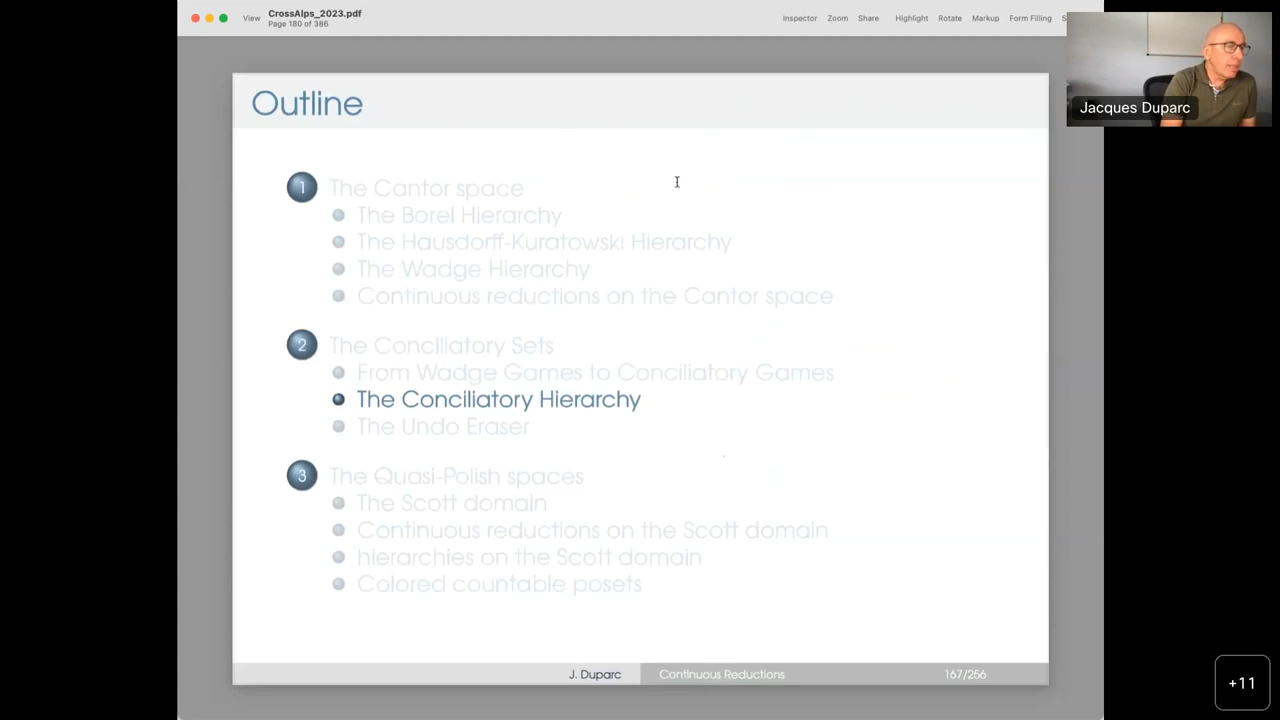 View
CrossAlps_2023.pdf
Page 180 of 386
Inspector Zoom Share Highlight Rotate Markup Form Filling
Outline
Jacques Duparc
1 The Cantor space
The Borel Hierarchy
The Hausdorff-Kuratowski Hierarchy
The Wadge Hierarchy
Continuous reductions on the Cantor space
2 The Conciliatory Sets
From Wadge Games to Conciliatory Games
The Conciliatory Hierarchy
The Undo Eraser
3 The Quasi-Polish spaces
The Scott domain
Continuous reductions on the Scott domain
hierarchies on the Scott domain
Colored countable posets
J. Duparc Continuous Reductions 167/256
+11